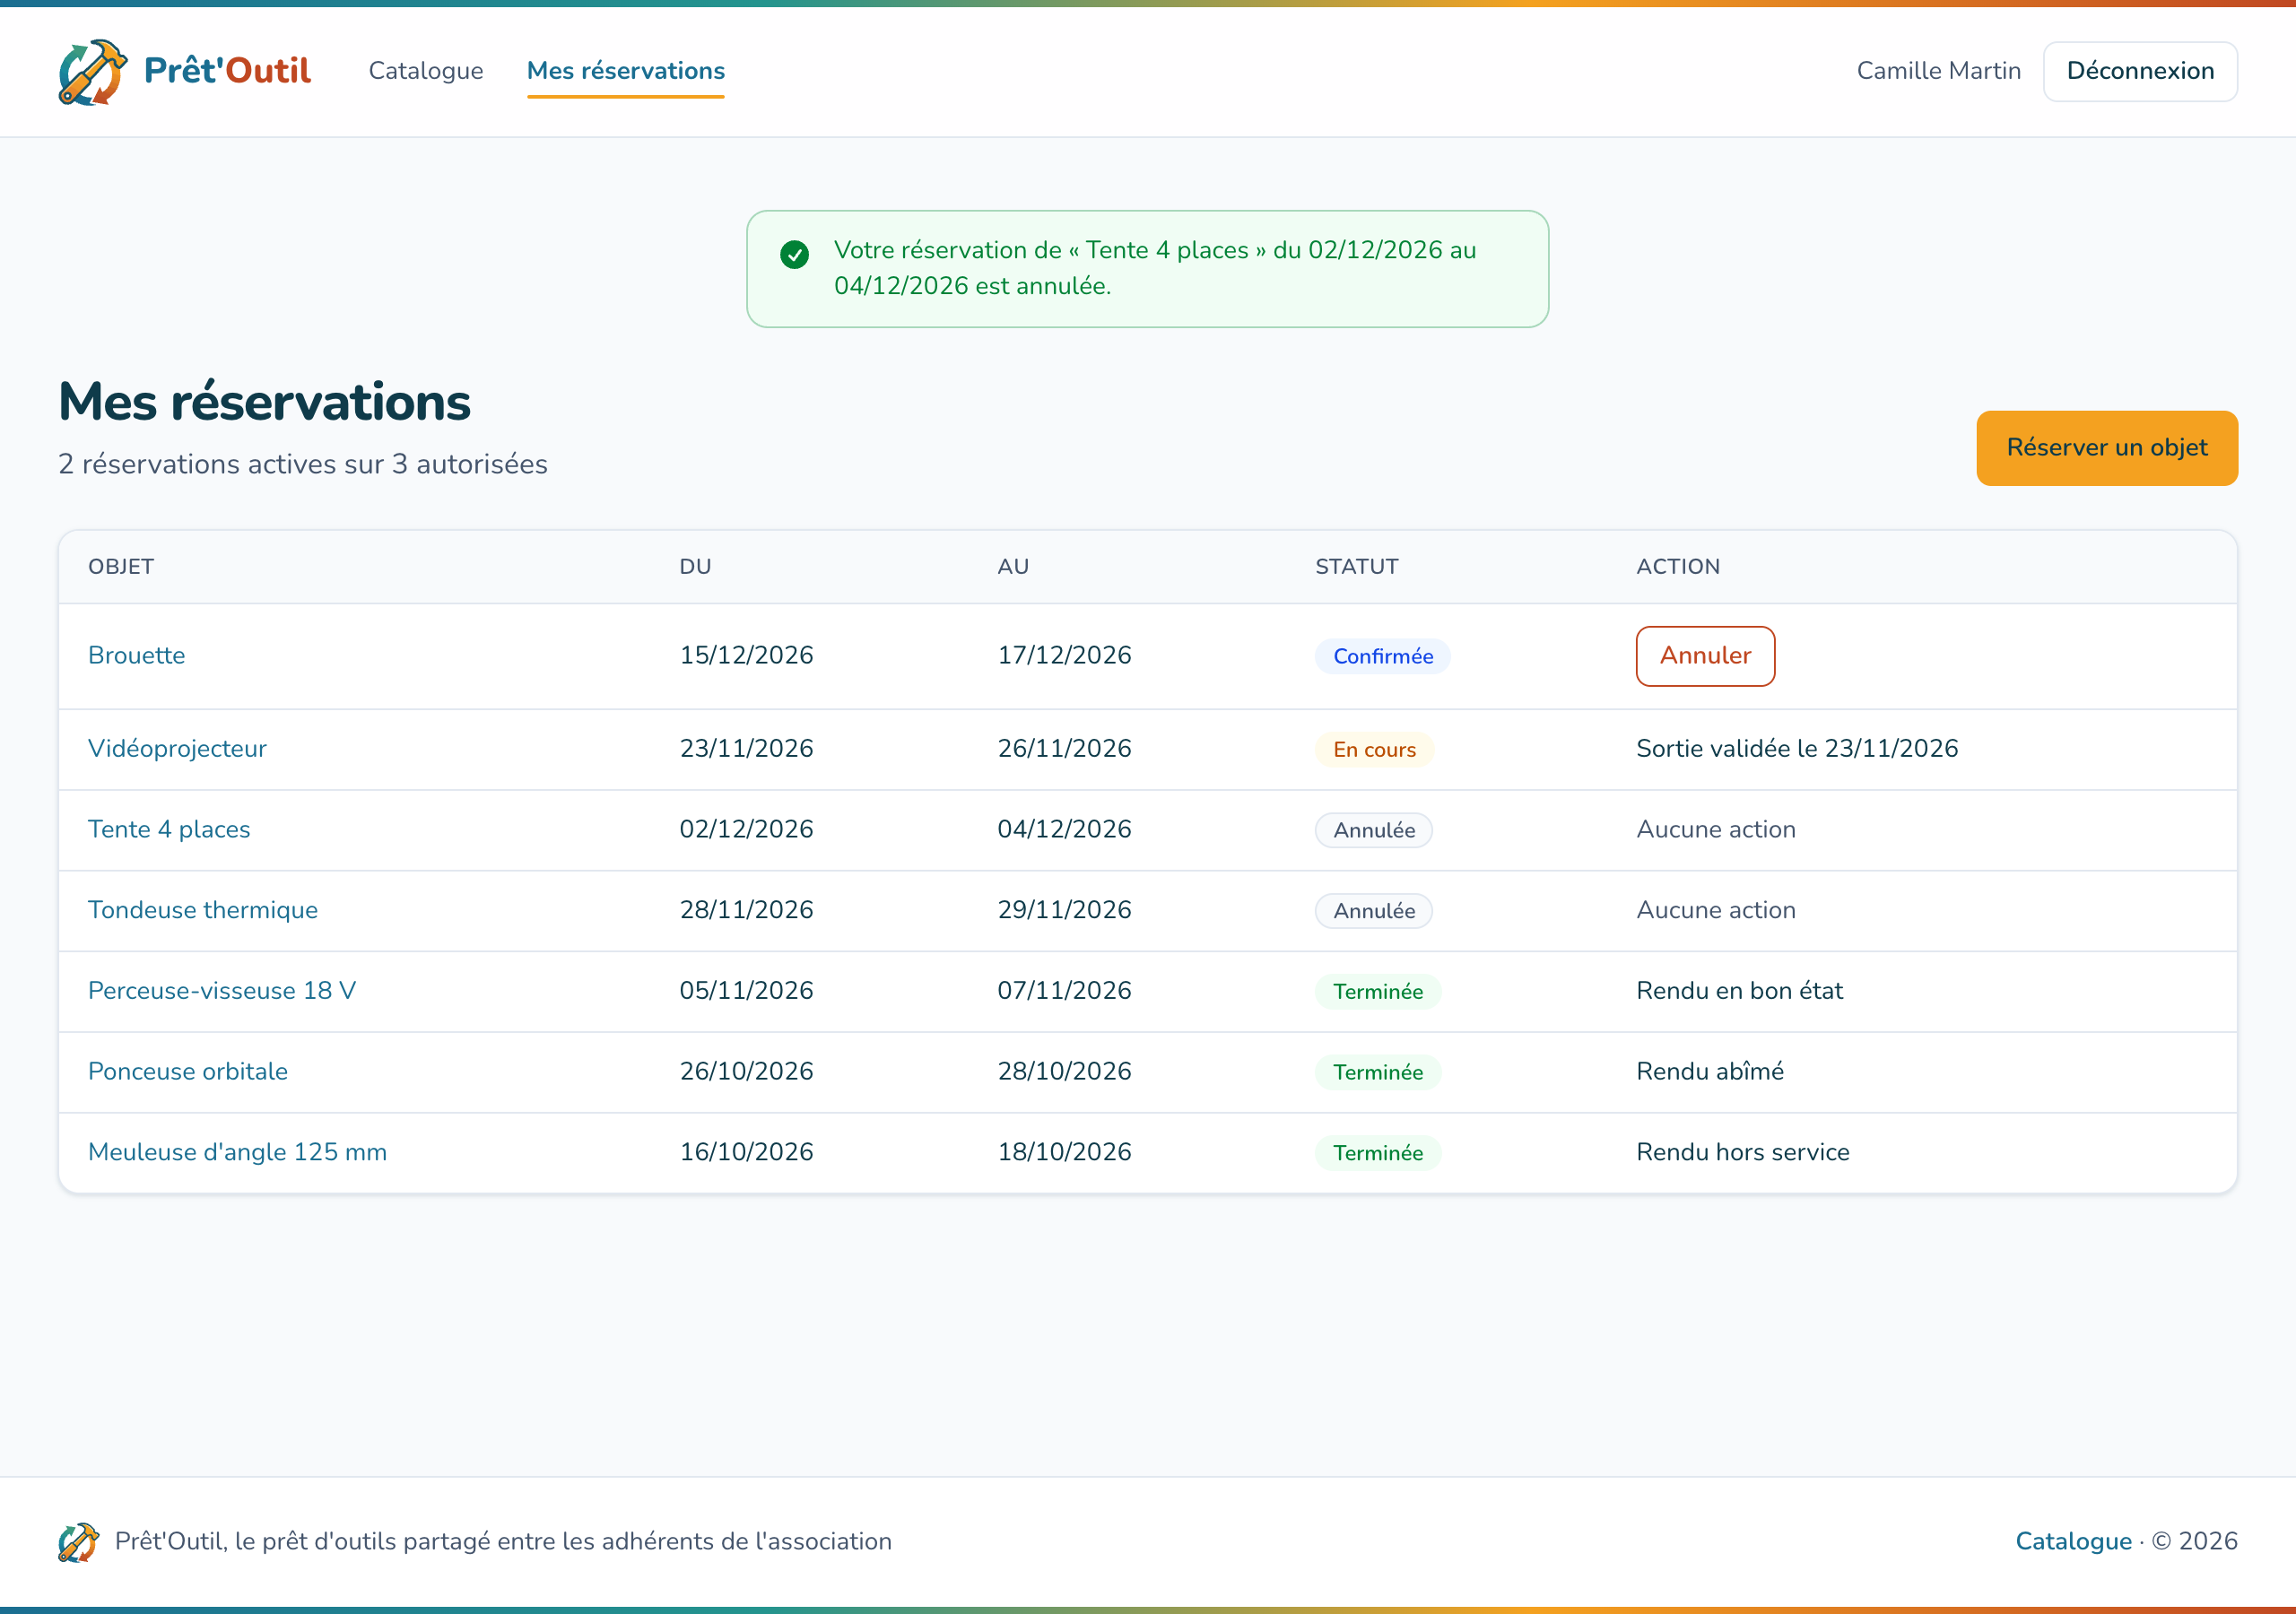 Prêt'Outil
Catalogue
Mes réservations
Camille Martin
Déconnexion
Votre réservation de « Tente 4 places » du 02/12/2026 au
04/12/2026 est annulée.
Mes réservations
2 réservations actives sur 3 autorisées
Réserver un objet
OBJET DU AU STATUT ACTION
Brouette 15/12/2026 17/12/2026 Confirmée Annuler
Vidéoprojecteur 23/11/2026 26/11/2026 En cours Sortie validée le 23/11/2026
Tente 4 places 02/12/2026 04/12/2026 Annulée Aucune action
Tondeuse thermique 28/11/2026 29/11/2026 Annulée Aucune action
Perceuse-visseuse 18 V 05/11/2026 07/11/2026 Terminée Rendu en bon état
Ponceuse orbitale 26/10/2026 28/10/2026 Terminée Rendu abîmé
Meuleuse d'angle 125 mm 16/10/2026 18/10/2026 Terminée Rendu hors service
Prêt'Outil, le prêt d'outils partagé entre les adhérents de l'association
Catalogue · © 2026